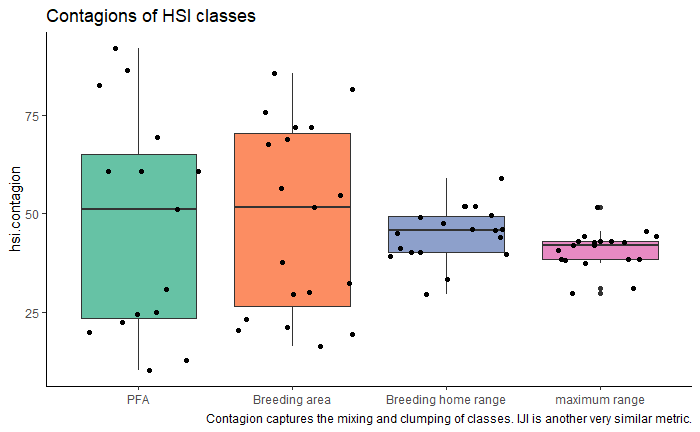 Contagions of HSI classes
hsi.contagion
75
50
25
PFA
Breeding area
Breeding home range
maximum range
Contagion captures the mixing and clumping of classes. IJI is another very similar metric.